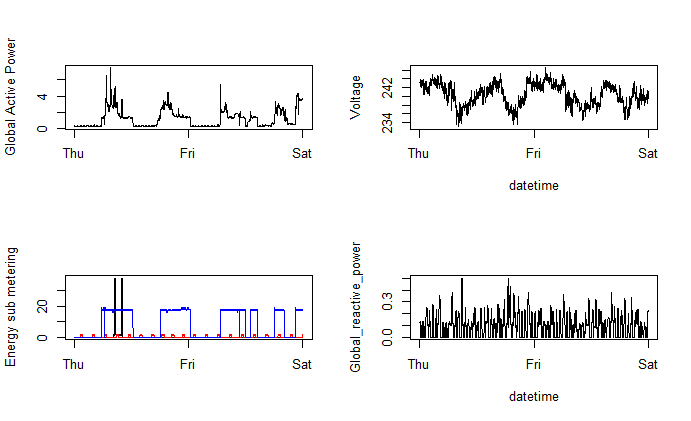 Global Active Power
4
0
Thu
Fri
Sat
Voltage
242
234
Thu
Fri
Sat
datetime
Energy sub metering
20
0
Thu
Fri
Sat
Global_reactive_power
0.3
0.0
Thu
Fri
Sat
datetime